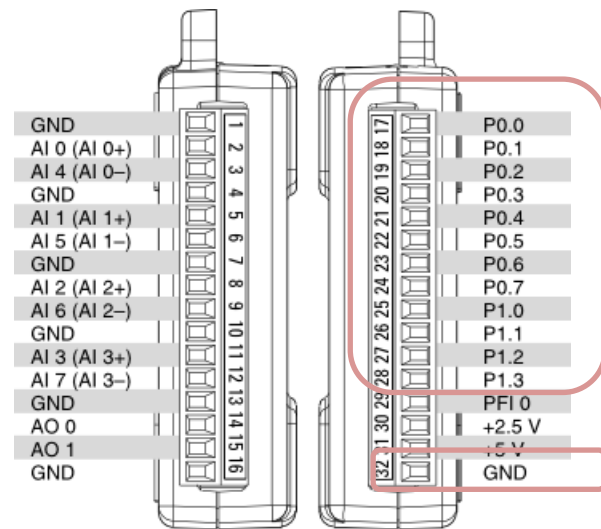 GND
AI 0 (AI 0+)
AI 4 (AI 0–)
GND
AI 1 (AI 1+)
AI 5 (AI 1–)
GND
AI 2 (AI 2+)
AI 6 (AI 2–)
GND
AI 3 (AI 3+)
AI 7 (AI 3–)
GND
AO 0
AO 1
GND
1
2
3
4
5
6
7
8
9
10
11
12
13
14
15
16
17
18
19
20
21
22
23
24
25
26
27
28
29
30
31
32
P0.0
P0.1
P0.2
P0.3
P0.4
P0.5
P0.6
P0.7
P1.0
P1.1
P1.2
P1.3
PFI 0
+2.5 V
+5 V
GND